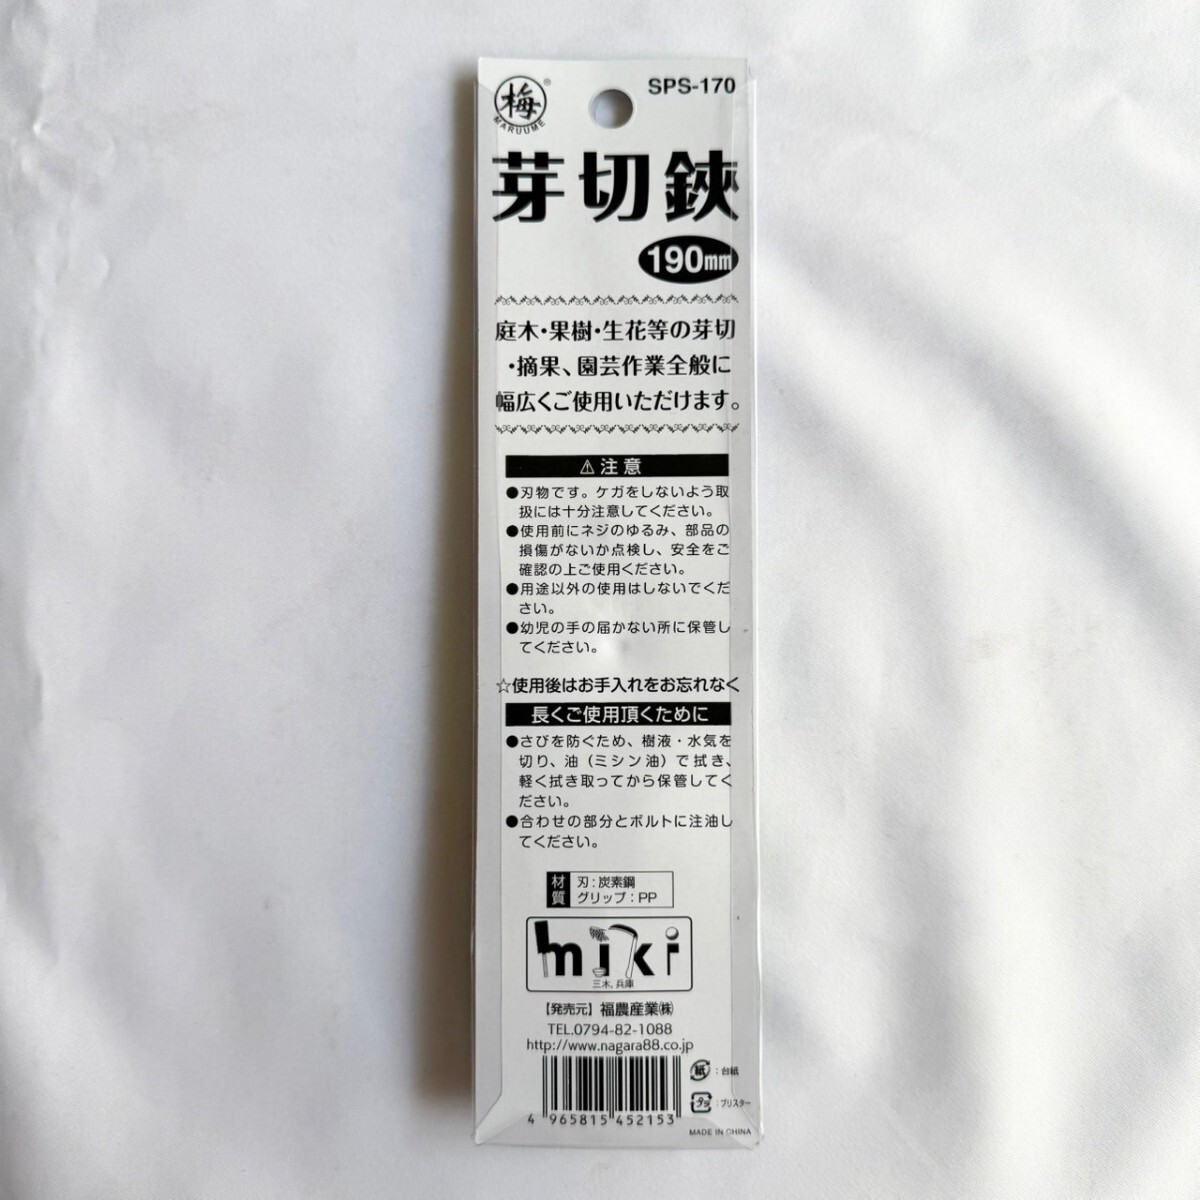 梅®
MARUUME
SPS-170
芽切鋏
190mm
庭木・果樹・生花等の芽切
・摘果、園芸作業全般に
幅広くご使用いただけます。
⚠注意
●刃物です。ケガをしないよう取
扱には十分注意してください。
●使用前にネジのゆるみ、部品の
損傷がないか点検し、安全をご
確認の上ご使用ください。
●用途以外の使用はしないでくだ
さい。
●幼児の手の届かない所に保管し
てください。
☆使用後はお手入れをお忘れなく
長くご使用頂くために
●さびを防ぐため、樹液・水気を
切り、油（ミシン油）で拭き、
軽く拭き取ってから保管してく
ださい。
●合わせの部分とボルトに注油し
てください。
材質
刃：炭素鋼
グリップ：PP
miki
三木, 兵庫
【発売元】福農産業㈱
TEL.0794-82-1088
http://www.nagara88.co.jp
紙：台紙
プラ：ブリスター
4 965815 452153
MADE IN CHINA